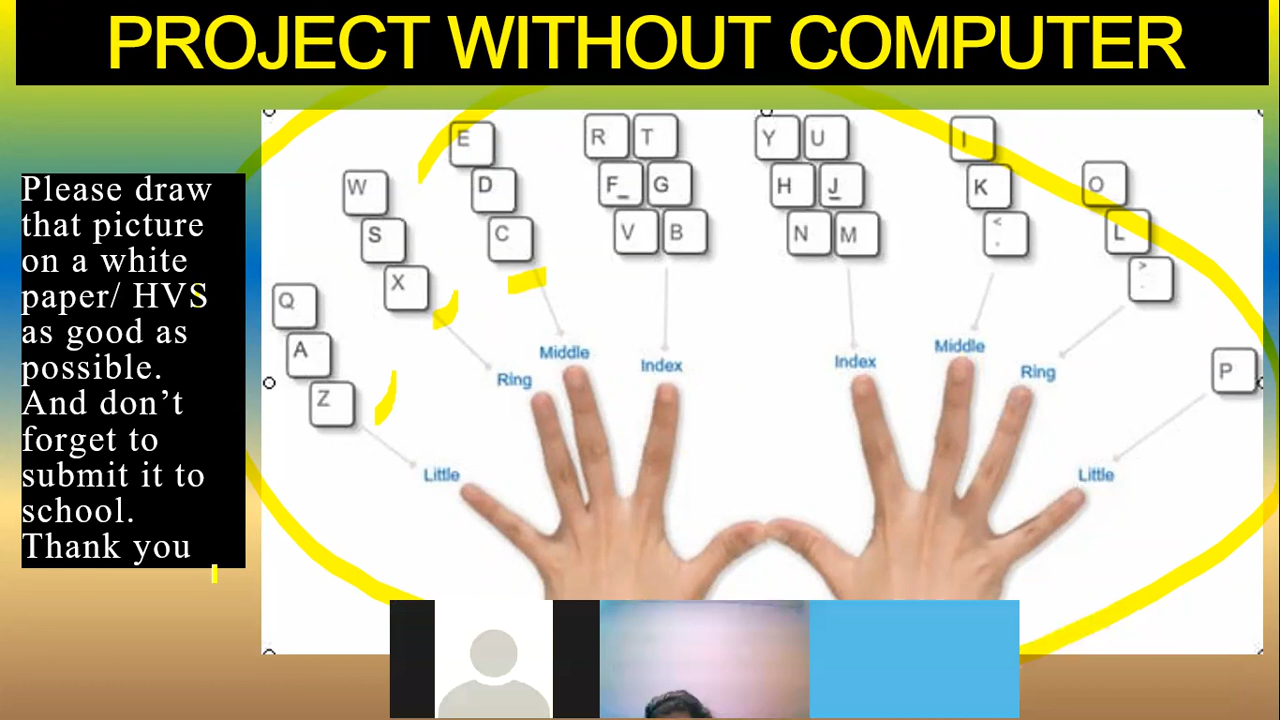 PROJECT WITHOUT COMPUTER
Please draw
that picture
on a white
paper/ HVS
as good as
possible.
And don't
forget to
submit it to
school.
Thank you
Q
A
Z
W
S
X
E
D
C
R T
F_ G
V B
Y U
H J
N M
I
K
<
,
O
L
>
.
P
Little
Ring
Middle
Index
Index
Middle
Ring
Little